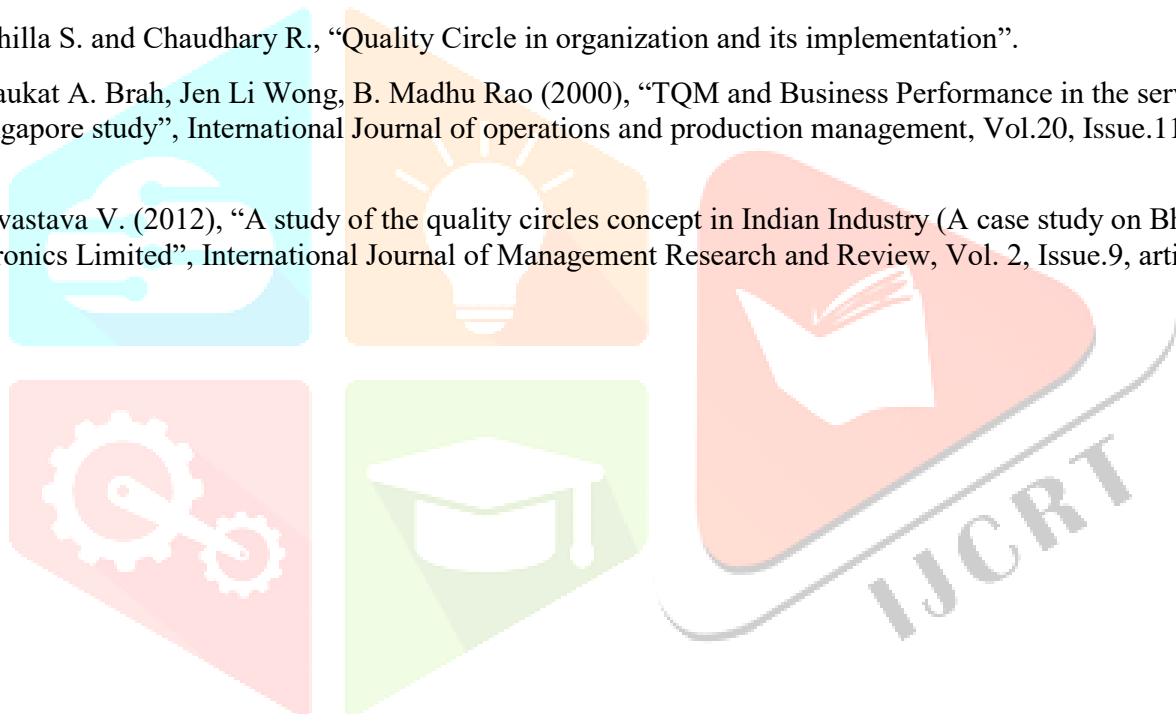 hilla S. and Chaudhary R., “Quality Circle in organization and its implementation”.
aukat A. Brah, Jen Li Wong, B. Madhu Rao (2000), “TQM and Business Performance in the serv
gapore study”, International Journal of operations and production management, Vol.20, Issue.11
vastava V. (2012), “A study of the quality circles concept in Indian Industry (A case study on Bh
ronics Limited”, International Journal of Management Research and Review, Vol. 2, Issue.9, arti
IJCRT